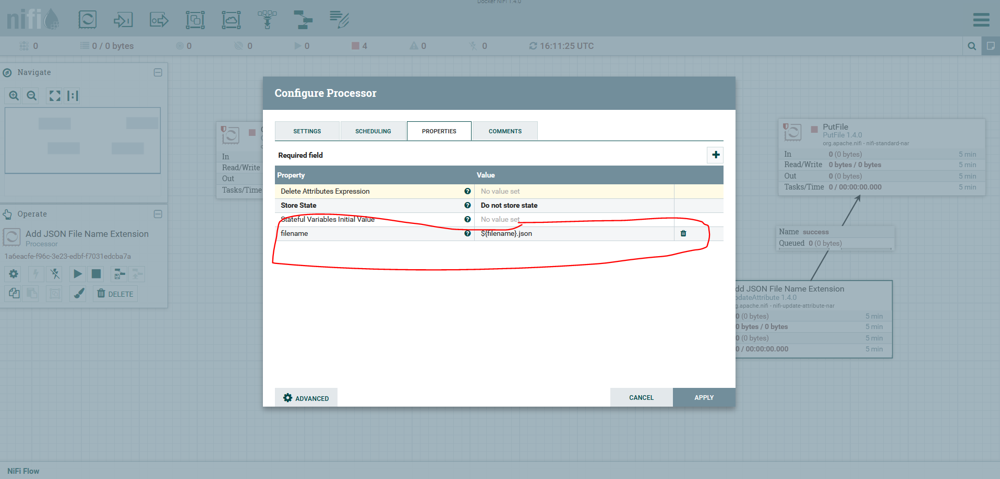 Docker NiFi 1.4.0
nifi
0
0 / 0 bytes
0
0
0
4
0
0
16:11:25 UTC
Navigate
Operate
Add JSON File Name Extension
Processor
1a6eacfe-f96c-3e23-edbf-f7031edcba7a
DELETE
In
Read/Write
Out
Tasks/Time
Configure Processor
SETTINGS
SCHEDULING
PROPERTIES
COMMENTS
Required field
Property Value
Delete Attributes Expression No value set
Store State Do not store state
Stateful Variables Initial Value No value set
filename ${filename}.json
ADVANCED
CANCEL
APPLY
PutFile
PutFile 1.4.0
org.apache.nifi - nifi-standard-nar
In 0 (0 bytes) 5 min
Read/Write 0 bytes / 0 bytes 5 min
Out 0 (0 bytes) 5 min
Tasks/Time 0 / 00:00:00.000 5 min
Name success
Queued 0 (0 bytes)
dd JSON File Name Extension
pdateAttribute 1.4.0
g.apache.nifi - nifi-update-attribute-nar
0 (0 bytes) 5 min
0 bytes / 0 bytes 5 min
0 (0 bytes) 5 min
0 / 00:00:00.000 5 min
NiFi Flow